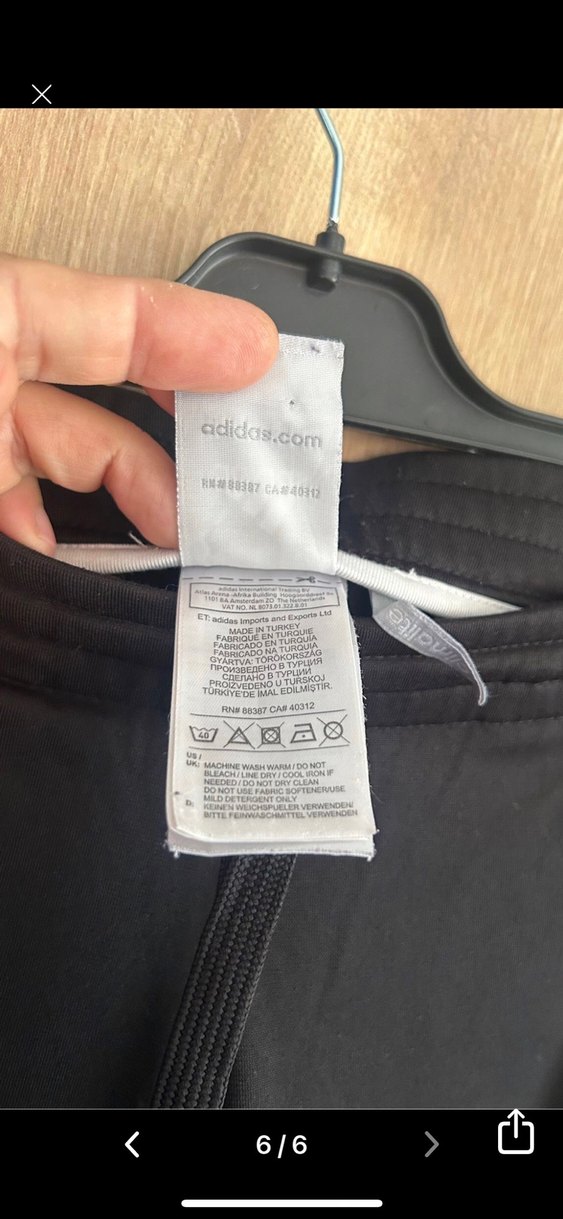 adidas.com
RN#88387 CA#40312
adidas International Trading BV
Atlas Arena -Afrika Building Hoogoorddreef 9a
1101 BA Amsterdam ZO The Netherlands
VAT NO. NL 8073.01.322.B.01
ET: adidas Imports and Exports Ltd
MADE IN TURKEY
FABRIQUE EN TURQUIE
FABRICADO EN TURQUÍA
FABRICADO NA TURQUIA
GYÁRTVA: TÖRÖKORSZÁG
ПРОИЗВЕДЕНО В ТУРЦИЯ
СДЕЛАНО В ТУРЦИИ
PROIZVEDENO U TURSKOJ
TÜRKİYE'DE İMAL EDİLMİŞTİR.
RN# 88387 CA# 40312
40
US /
UK: MACHINE WASH WARM / DO NOT
BLEACH / LINE DRY / COOL IRON IF
NEEDED / DO NOT DRY CLEAN
DO NOT USE FABRIC SOFTENER/USE
MILD DETERGENT ONLY
D: KEINEN WEICHSPUELER VERWENDEN/
BITTE FEINWASCHMITTEL VERWENDEN
6/6